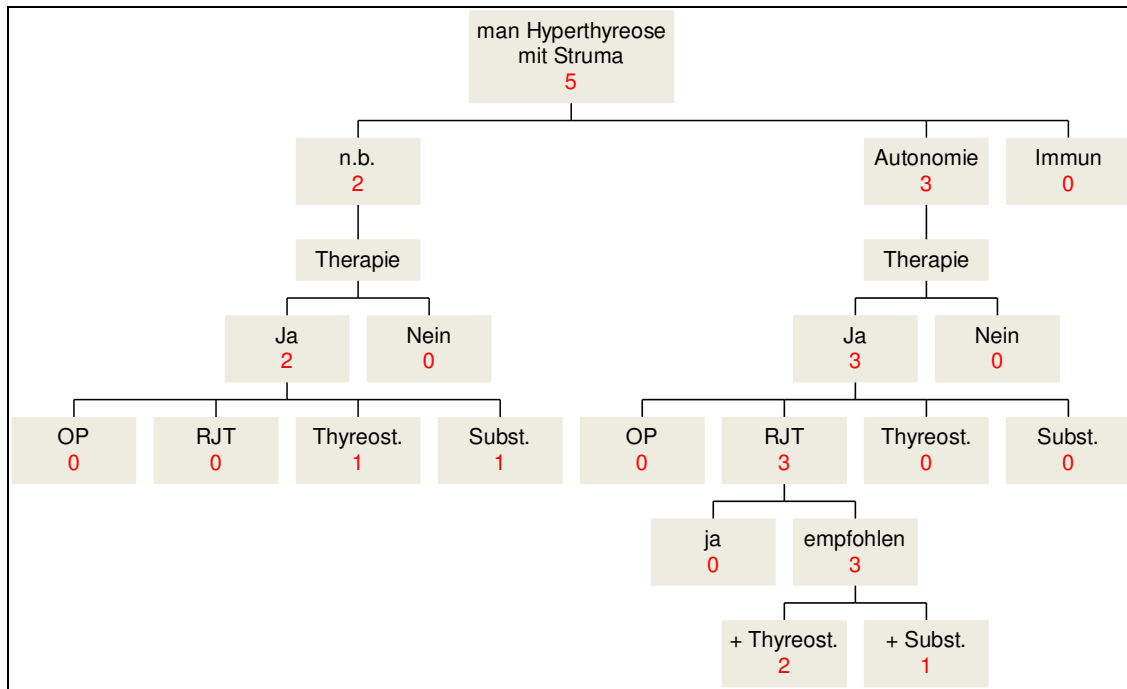 man Hyperthyreose
mit Struma
5
n.b.
2
Autonomie
3
Immun
0
Therapie
Therapie
Ja
2
Nein
0
Ja
3
Nein
0
OP
0
RJT
0
Thyreost.
1
Subst.
1
OP
0
RJT
3
Thyreost.
0
Subst.
0
ja
0
empfohlen
3
+ Thyreost.
2
+ Subst.
1